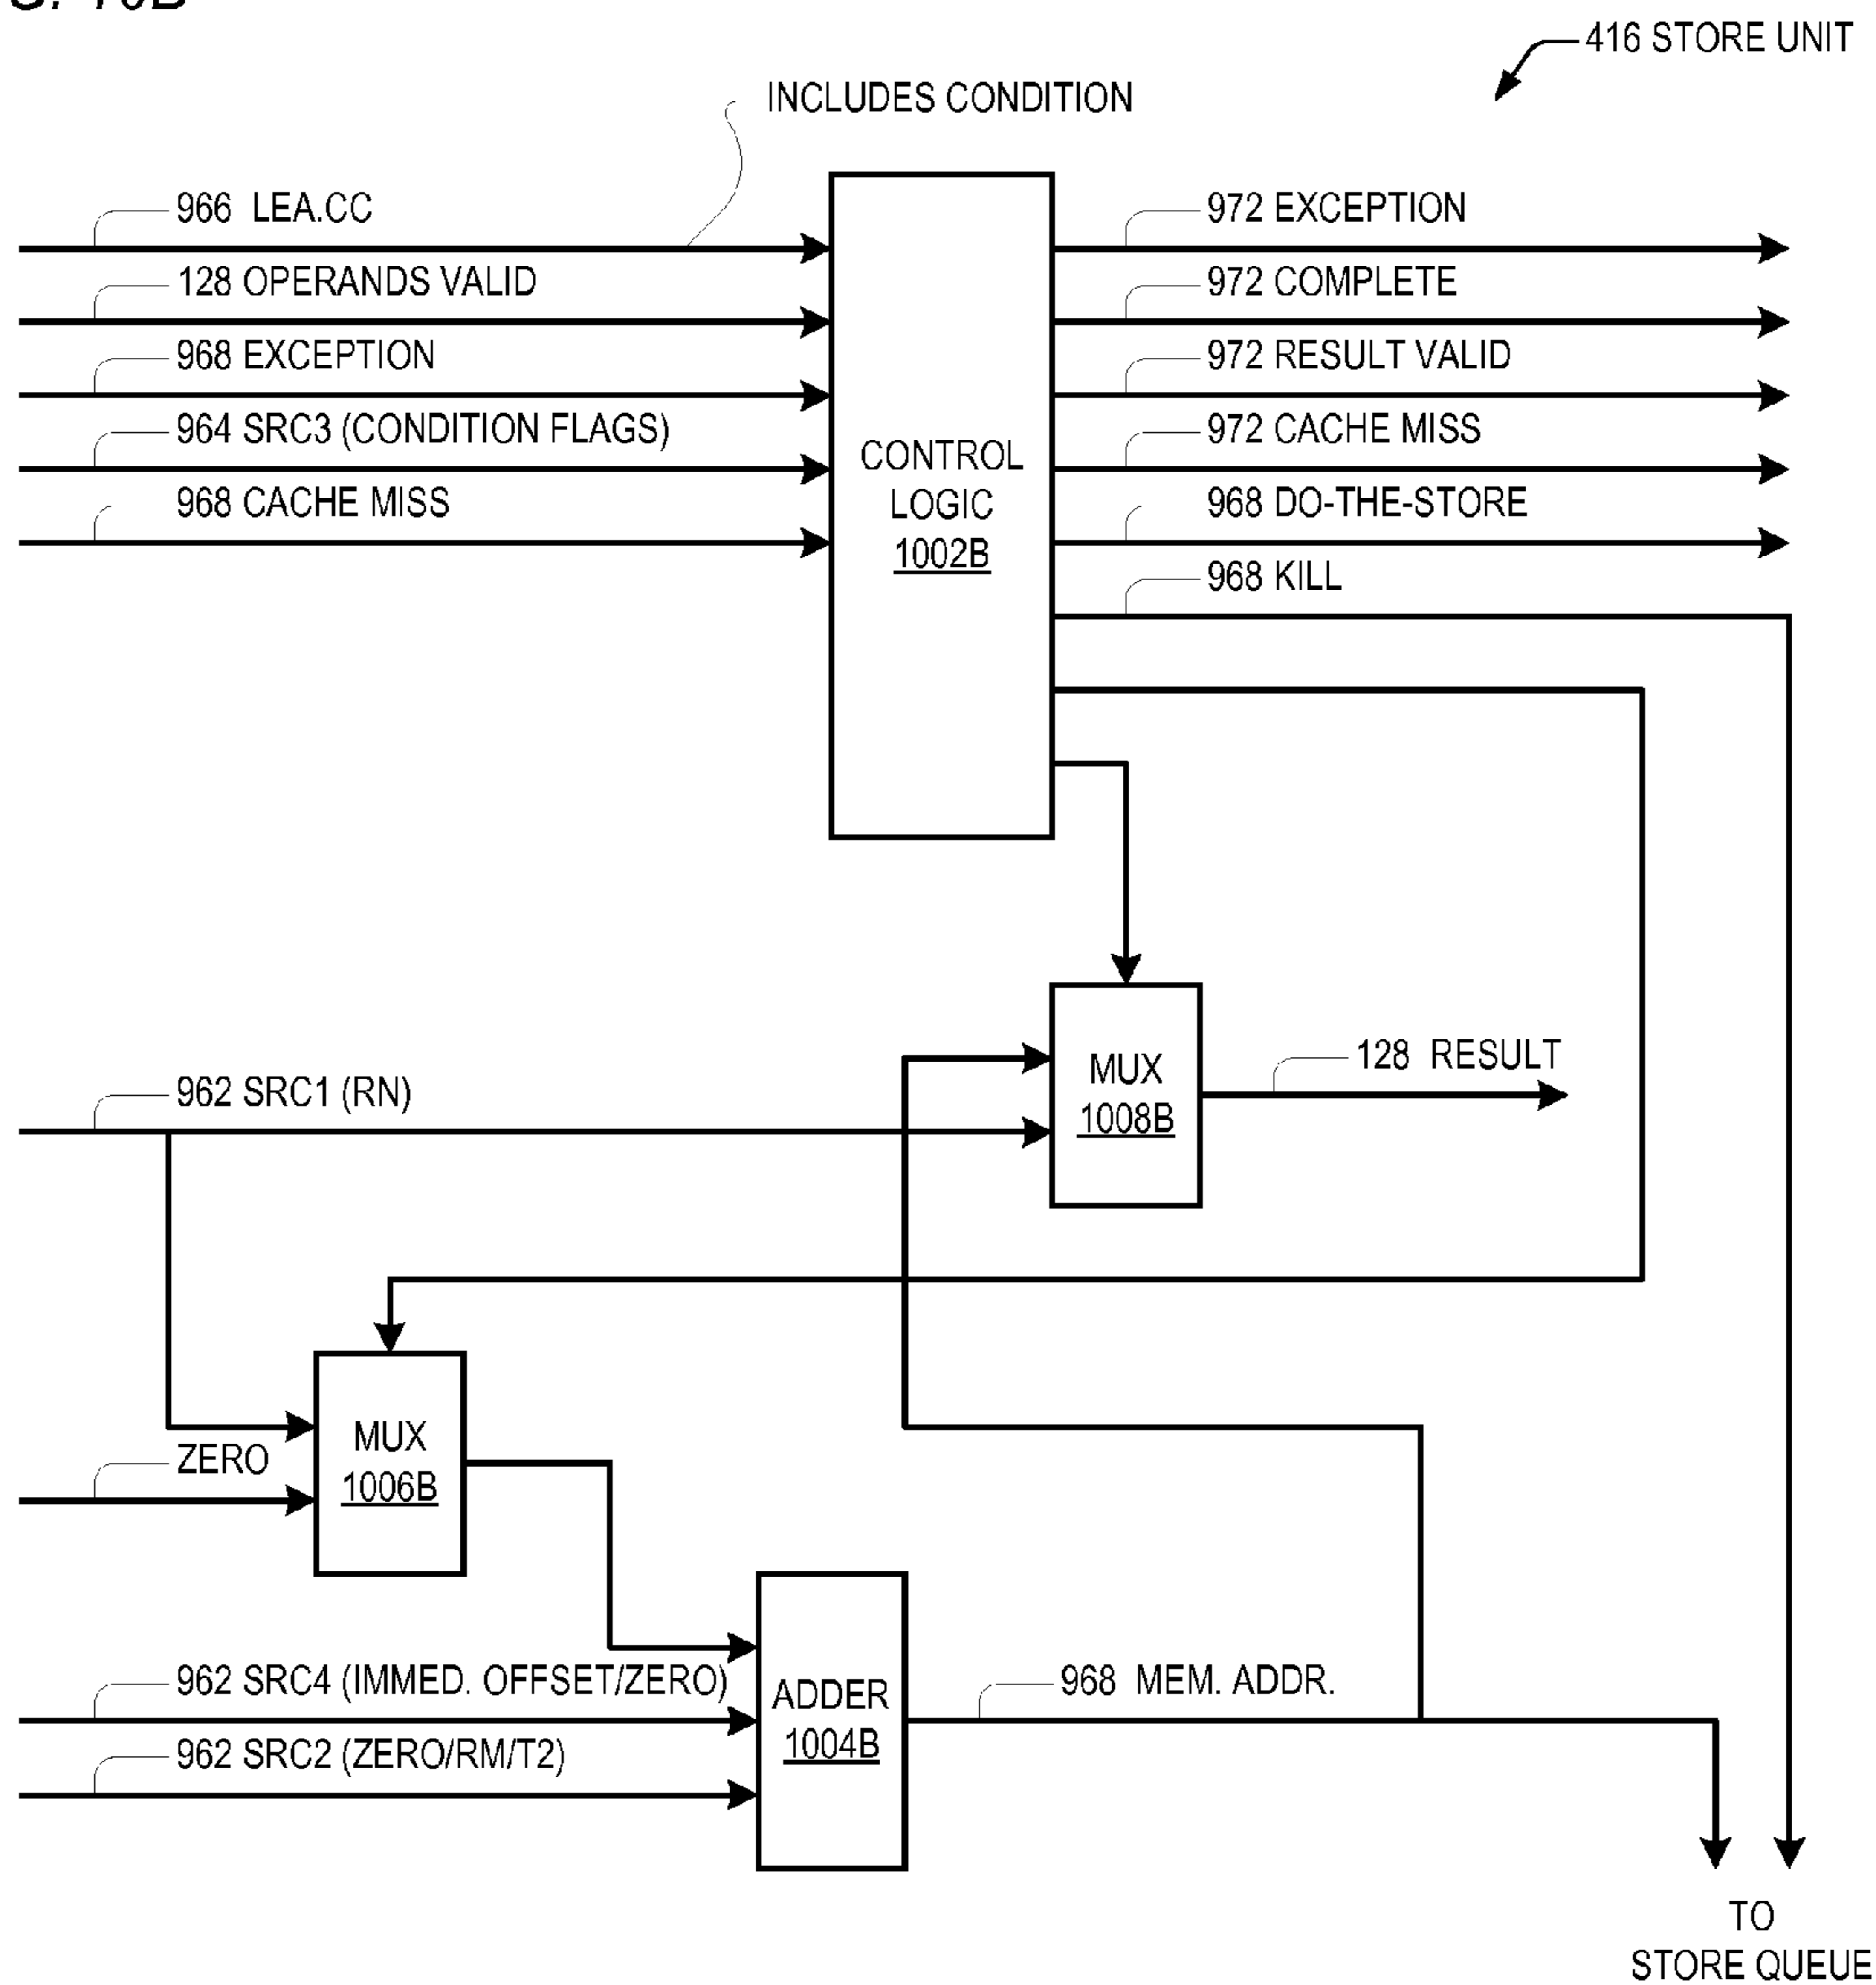 416 STORE UNIT
INCLUDES CONDITION
966 LEA.CC
128 OPERANDS VALID
968 EXCEPTION
964 SRC3 (CONDITION FLAGS)
968 CACHE MISS
CONTROL
LOGIC
1002B
972 EXCEPTION
972 COMPLETE
972 RESULT VALID
972 CACHE MISS
968 DO-THE-STORE
968 KILL
MUX
1008B
128 RESULT
962 SRC1 (RN)
ZERO
MUX
1006B
962 SRC4 (IMMED. OFFSET/ZERO)
962 SRC2 (ZERO/RM/T2)
ADDER
1004B
968 MEM. ADDR.
TO
STORE QUEUE